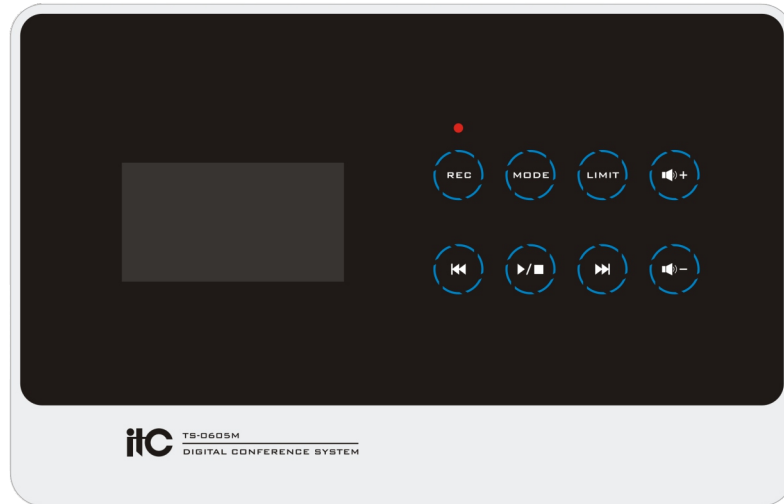 REC MODE LIMIT +
/ −
itC TS-0605M
DIGITAL CONFERENCE SYSTEM